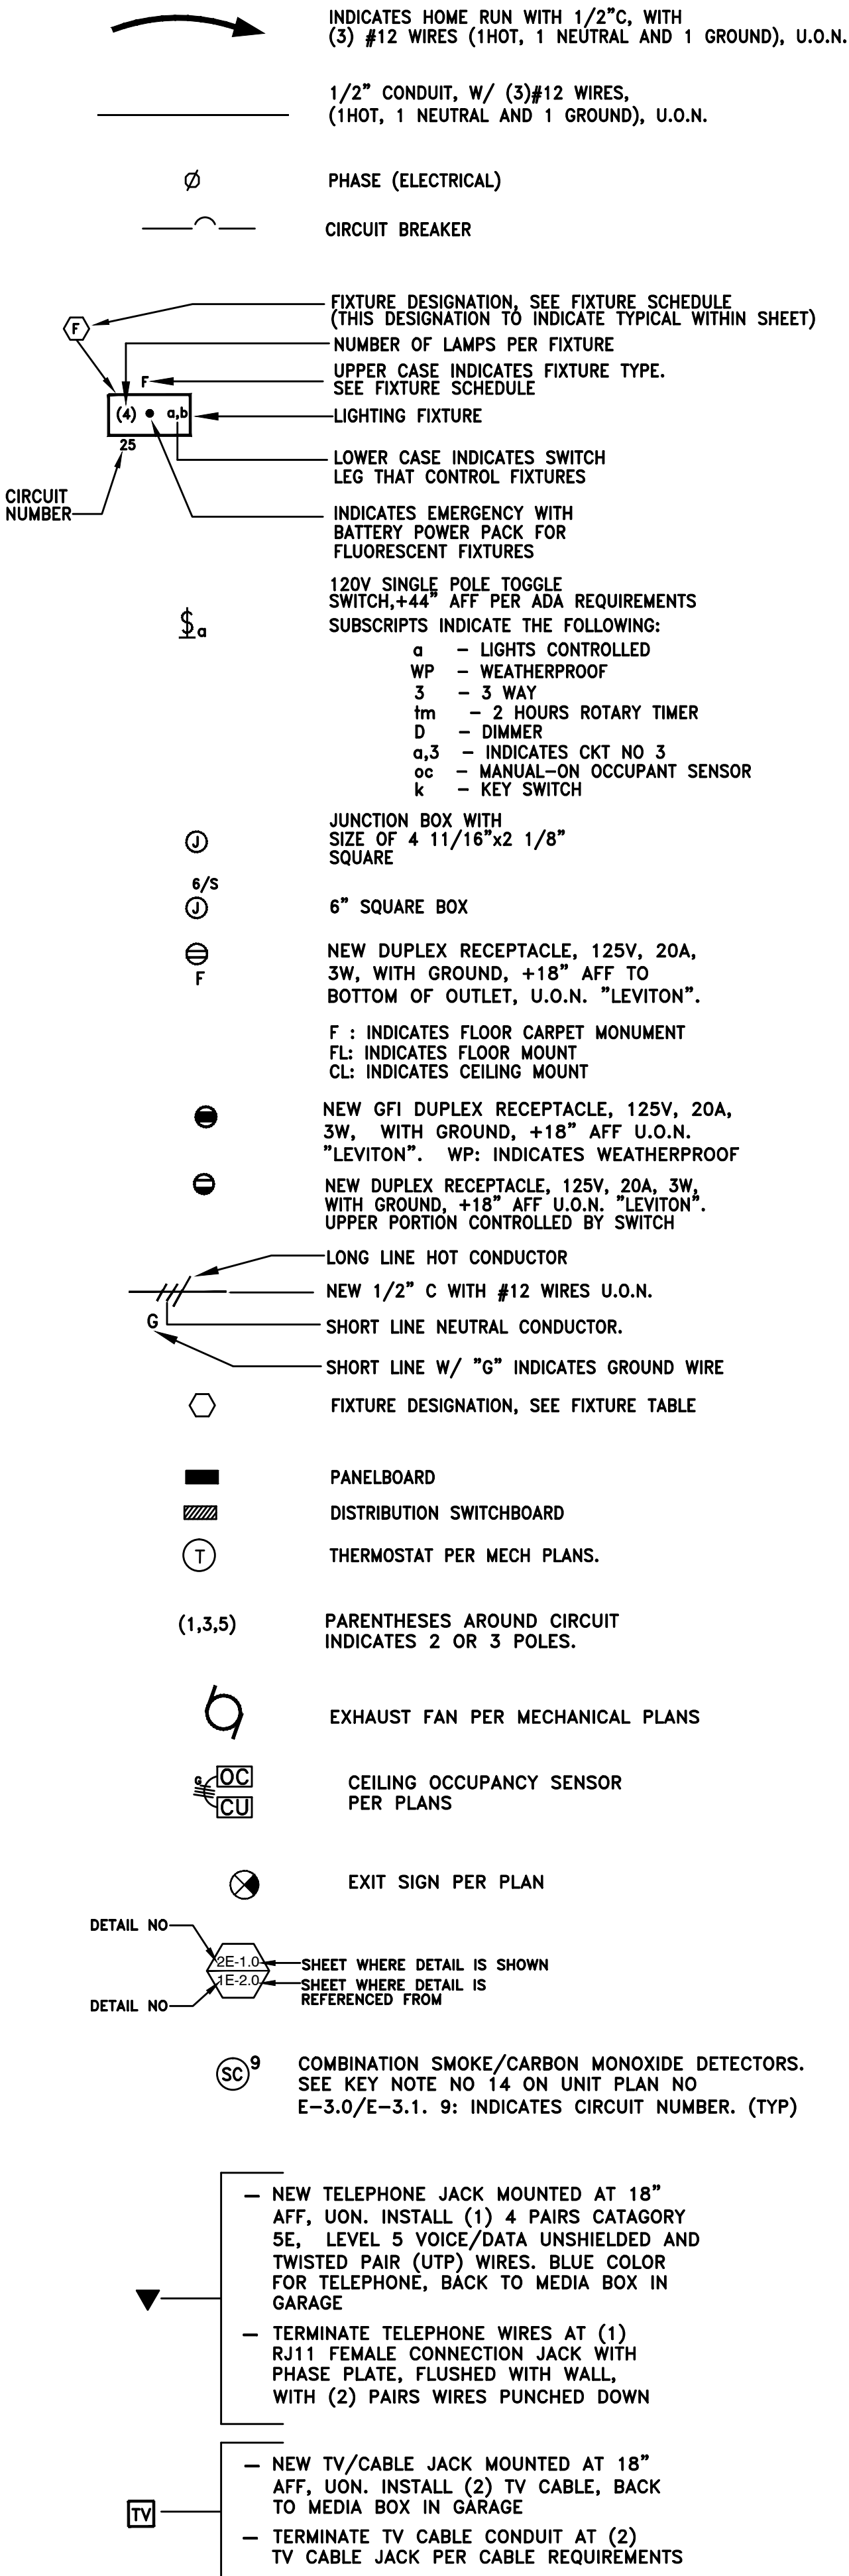 INDICATES HOME RUN WITH 1/2"C, WITH
(3) #12 WIRES (1HOT, 1 NEUTRAL AND 1 GROUND), U.O.N.
1/2" CONDUIT, W/ (3)#12 WIRES,
(1HOT, 1 NEUTRAL AND 1 GROUND), U.O.N.
Ø PHASE (ELECTRICAL)
CIRCUIT BREAKER
FIXTURE DESIGNATION, SEE FIXTURE SCHEDULE
(THIS DESIGNATION TO INDICATE TYPICAL WITHIN SHEET)
F
NUMBER OF LAMPS PER FIXTURE
UPPER CASE INDICATES FIXTURE TYPE.
F
SEE FIXTURE SCHEDULE
(4) a,b LIGHTING FIXTURE
25
LOWER CASE INDICATES SWITCH
LEG THAT CONTROL FIXTURES
CIRCUIT
NUMBER
INDICATES EMERGENCY WITH
BATTERY POWER PACK FOR
FLUORESCENT FIXTURES
120V SINGLE POLE TOGGLE
SWITCH,+44" AFF PER ADA REQUIREMENTS
$a SUBSCRIPTS INDICATE THE FOLLOWING:
a - LIGHTS CONTROLLED
WP - WEATHERPROOF
3 - 3 WAY
tm - 2 HOURS ROTARY TIMER
D - DIMMER
a,3 - INDICATES CKT NO 3
oc - MANUAL-ON OCCUPANT SENSOR
k - KEY SWITCH
JUNCTION BOX WITH
J SIZE OF 4 11/16"x2 1/8"
SQUARE
6/S
J 6" SQUARE BOX
NEW DUPLEX RECEPTACLE, 125V, 20A,
F 3W, WITH GROUND, +18" AFF TO
BOTTOM OF OUTLET, U.O.N. "LEVITON".
F : INDICATES FLOOR CARPET MONUMENT
FL: INDICATES FLOOR MOUNT
CL: INDICATES CEILING MOUNT
NEW GFI DUPLEX RECEPTACLE, 125V, 20A,
3W, WITH GROUND, +18" AFF U.O.N.
"LEVITON". WP: INDICATES WEATHERPROOF
NEW DUPLEX RECEPTACLE, 125V, 20A, 3W,
WITH GROUND, +18" AFF U.O.N. "LEVITON".
UPPER PORTION CONTROLLED BY SWITCH
LONG LINE HOT CONDUCTOR
NEW 1/2" C WITH #12 WIRES U.O.N.
G SHORT LINE NEUTRAL CONDUCTOR.
SHORT LINE W/ "G" INDICATES GROUND WIRE
FIXTURE DESIGNATION, SEE FIXTURE TABLE
PANELBOARD
DISTRIBUTION SWITCHBOARD
T THERMOSTAT PER MECH PLANS.
(1,3,5) PARENTHESES AROUND CIRCUIT
INDICATES 2 OR 3 POLES.
EXHAUST FAN PER MECHANICAL PLANS
G OC CEILING OCCUPANCY SENSOR
CU PER PLANS
EXIT SIGN PER PLAN
DETAIL NO
2E-1.0 SHEET WHERE DETAIL IS SHOWN
1E-2.0 SHEET WHERE DETAIL IS
REFERENCED FROM
DETAIL NO
SC 9 COMBINATION SMOKE/CARBON MONOXIDE DETECTORS.
SEE KEY NOTE NO 14 ON UNIT PLAN NO
E-3.0/E-3.1. 9: INDICATES CIRCUIT NUMBER. (TYP)
- NEW TELEPHONE JACK MOUNTED AT 18"
AFF, UON. INSTALL (1) 4 PAIRS CATAGORY
5E, LEVEL 5 VOICE/DATA UNSHIELDED AND
TWISTED PAIR (UTP) WIRES. BLUE COLOR
FOR TELEPHONE, BACK TO MEDIA BOX IN
GARAGE
- TERMINATE TELEPHONE WIRES AT (1)
RJ11 FEMALE CONNECTION JACK WITH
PHASE PLATE, FLUSHED WITH WALL,
WITH (2) PAIRS WIRES PUNCHED DOWN
- NEW TV/CABLE JACK MOUNTED AT 18"
AFF, UON. INSTALL (2) TV CABLE, BACK
TV TO MEDIA BOX IN GARAGE
- TERMINATE TV CABLE CONDUIT AT (2)
TV CABLE JACK PER CABLE REQUIREMENTS